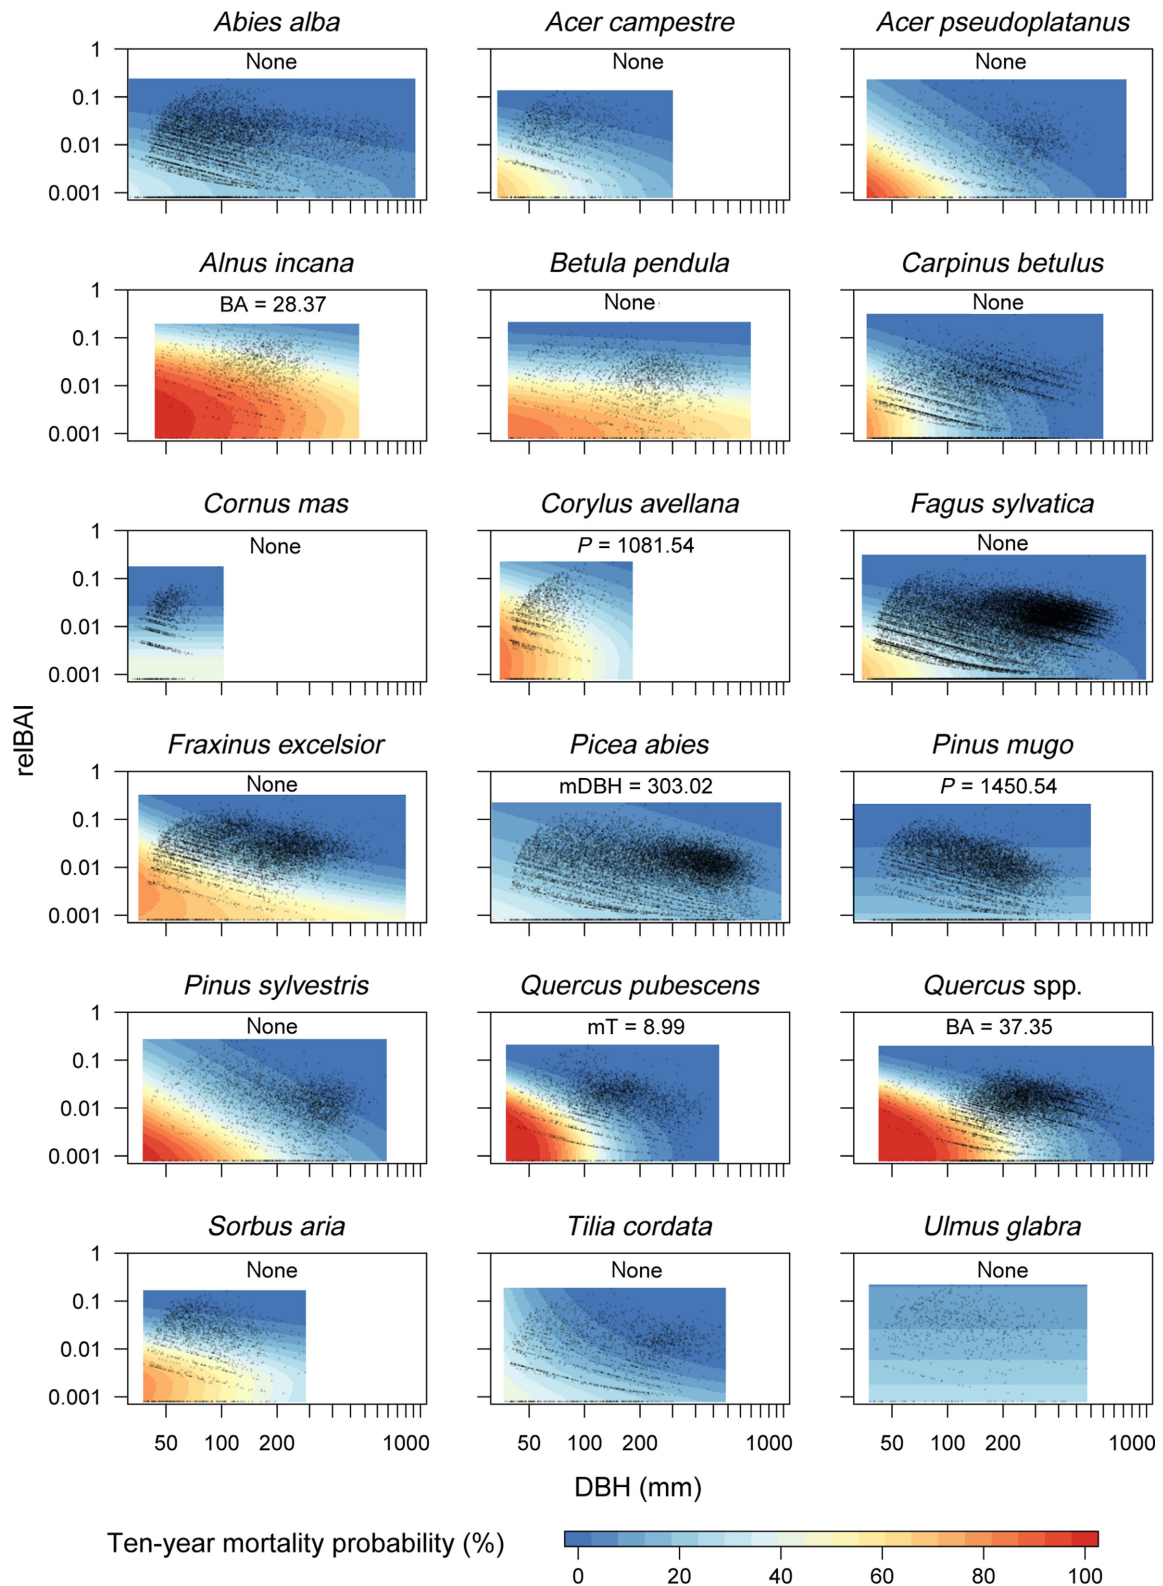 Abies alba Acer campestre Acer pseudoplatanus
1 None None None
0.1
0.01
0.001
Alnus incana Betula pendula Carpinus betulus
1 BA = 28.37 None None
0.1
0.01
0.001
Cornus mas Corylus avellana Fagus sylvatica
1 None P = 1081.54 None
0.1
0.01
0.001
relBAI
Fraxinus excelsior Picea abies Pinus mugo
1 None mDBH = 303.02 P = 1450.54
0.1
0.01
0.001
Pinus sylvestris Quercus pubescens Quercus spp.
1 None mT = 8.99 BA = 37.35
0.1
0.01
0.001
Sorbus aria Tilia cordata Ulmus glabra
1 None None None
0.1
0.01
0.001
50 100 200 1000 50 100 200 1000 50 100 200 1000
DBH (mm)
Ten-year mortality probability (%)
0 20 40 60 80 100